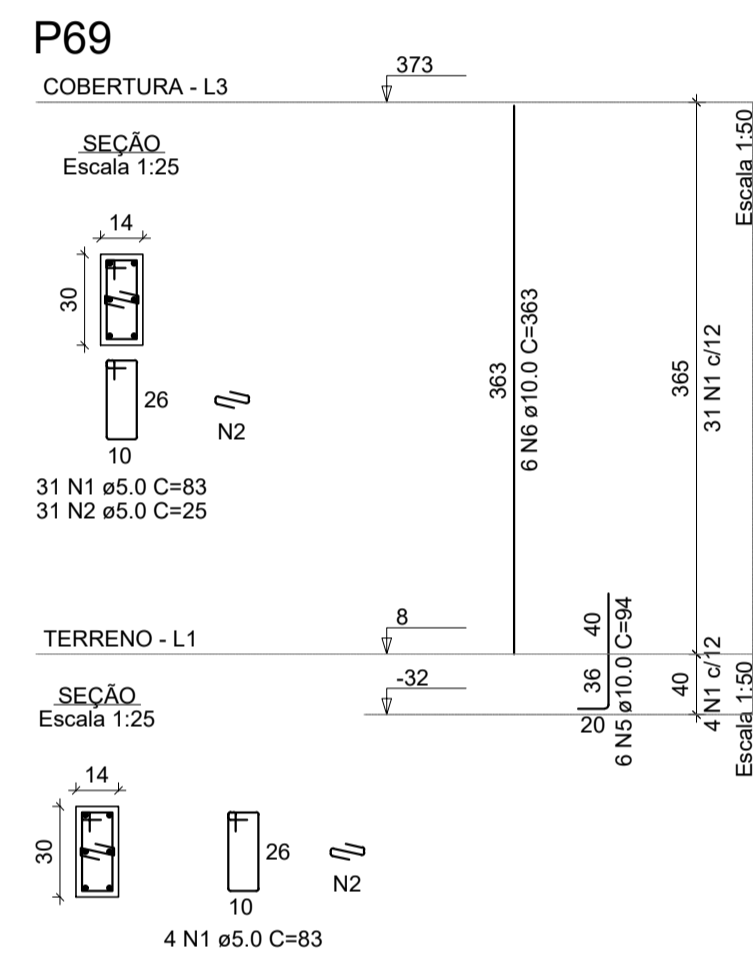 P69
373
COBERTURA - L3
SEÇÃO
Escala 1:25
14
30
26
N2
10
31 N1 ø5.0 C=83
31 N2 ø5.0 C=25
363
6 N6 ø10.0 C=363
365
31 N1 c/12
Escala 1:50
TERRENO - L1
8
-32
40
36
20
6 N5 ø10.0 C=94
40
4 N1 c/12
Escala 1:50
SEÇÃO
Escala 1:25
14
30
26
N2
10
4 N1 ø5.0 C=83